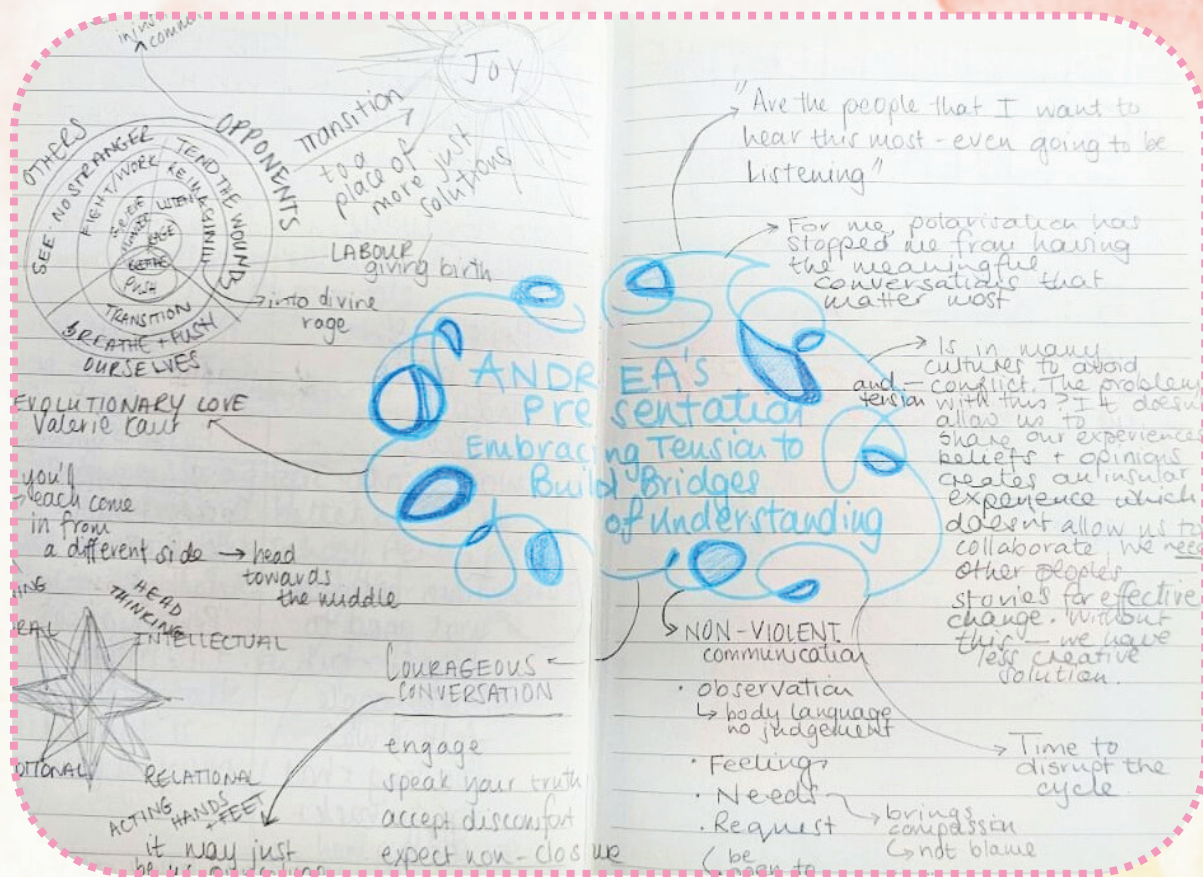 JOY
Transition
to a
place of
more just
solutions
OTHERS
OPPONENTS
SEE NO STRANGER
TEND THE WOUND
FIGHT/WORK
REIMAGINE
LISTEN
RAGE
BREATHE
PUSH
TRANSITION
BREATHE + PUSH
OURSELVES
LABOUR
giving birth
into divine
rage
EVOLUTIONARY LOVE
Valerie Kaur
you'll
each come
in from
a different side → head
towards
the middle
HEAD
THINKING
INTELLECTUAL
RELATIONAL
ACTING HANDS
+ FEET
it may just
COURAGEOUS
CONVERSATION
engage
speak your truth
accept discomfort
expect non-closure
ANDREA'S
Presentation
Embracing Tension to
Build Bridges
of understanding
"Are the people that I want to
hear this most - even going to be
Listening"
For me, polarisation has
stopped me from having
the meaningful
conversations that
matter most
Is in many
cultures to avoid
and tension — conflict. The problem
with this? It doesn
allow us to
share our experiences
beliefs + opinions
creates an insular
experience which
doesnt allow us to
collaborate, we need
other peoples
stories for effective
change. Without
this — we have
less creative
solution.
Time to
disrupt the
cycle.
NON-VIOLENT
communication
· observation
↳ body language
no judgement
· Feelings
· Needs
· Request
brings
compassion
↳ not blame
be
open to